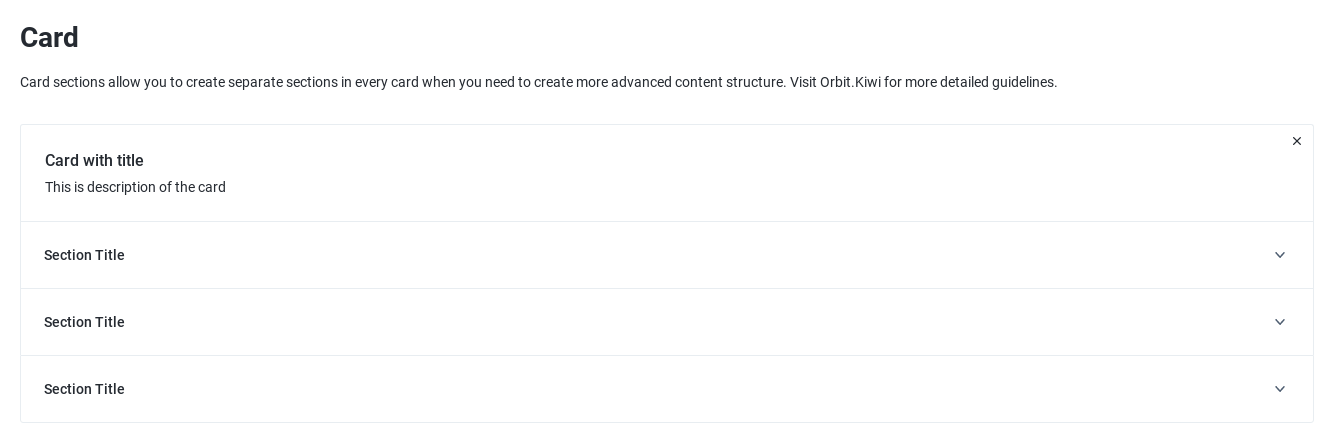 Card
Card sections allow you to create separate sections in every card when you need to create more advanced content structure. Visit Orbit.Kiwi for more detailed guidelines.
Card with title
This is description of the card
Section Title
Section Title
Section Title